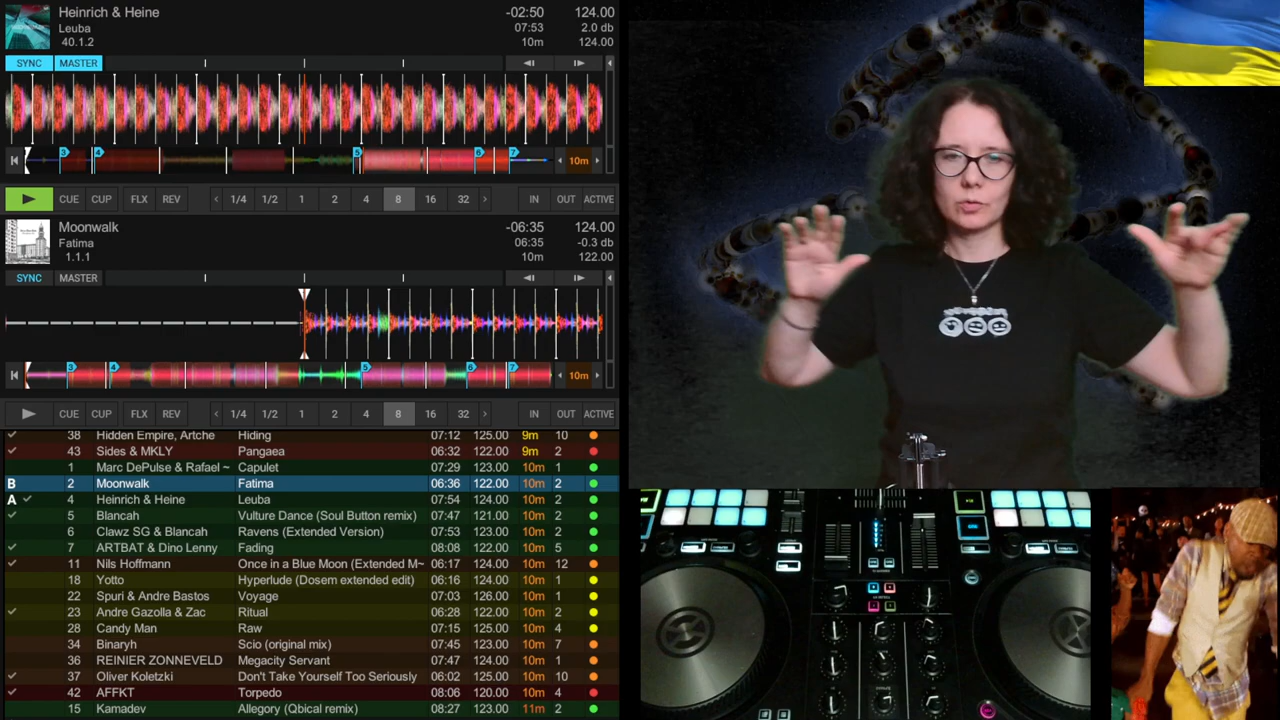 Heinrich & Heine -02:50 124.00
Leuba 07:53 2.0 db
40.1.2 10m 124.00
SYNC MASTER
3 4 5 6 7 10m
CUE CUP FLX REV < 1/4 1/2 1 2 4 8 16 32 > IN OUT ACTIVE
Moonwalk -06:35 124.00
Fatima 06:35 -0.3 db
1.1.1 10m 122.00
SYNC MASTER
3 4 5 6 7 10m
CUE CUP FLX REV < 1/4 1/2 1 2 4 8 16 32 > IN OUT ACTIVE
38 Hidden Empire, Artche Hiding 07:12 125.00 9m 10
43 Sides & MKLY Pangaea 06:32 122.00 9m 2
1 Marc DePulse & Rafael ~ Capulet 07:29 123.00 10m 1
B 2 Moonwalk Fatima 06:36 122.00 10m 2
A 4 Heinrich & Heine Leuba 07:54 124.00 10m 2
5 Blancah Vulture Dance (Soul Button remix) 07:47 121.00 10m 2
6 Clawz SG & Blancah Ravens (Extended Version) 07:53 123.00 10m 2
7 ARTBAT & Dino Lenny Fading 08:08 122.00 10m 5
11 Nils Hoffmann Once in a Blue Moon (Extended M~ 06:17 124.00 10m 12
18 Yotto Hyperlude (Dosem extended edit) 06:16 124.00 10m 1
22 Spuri & Andre Bastos Voyage 07:03 126.00 10m 1
23 Andre Gazolla & Zac Ritual 06:28 122.00 10m 2
28 Candy Man Raw 07:15 125.00 10m 4
34 Binaryh Scio (original mix) 07:45 123.00 10m 7
36 REINIER ZONNEVELD Megacity Servant 07:47 124.00 10m 1
37 Oliver Koletzki Don't Take Yourself Too Seriously 06:02 125.00 10m 10
42 AFFKT Torpedo 08:06 120.00 10m 4
15 Kamadev Allegory (Qbical remix) 08:27 123.00 11m 2